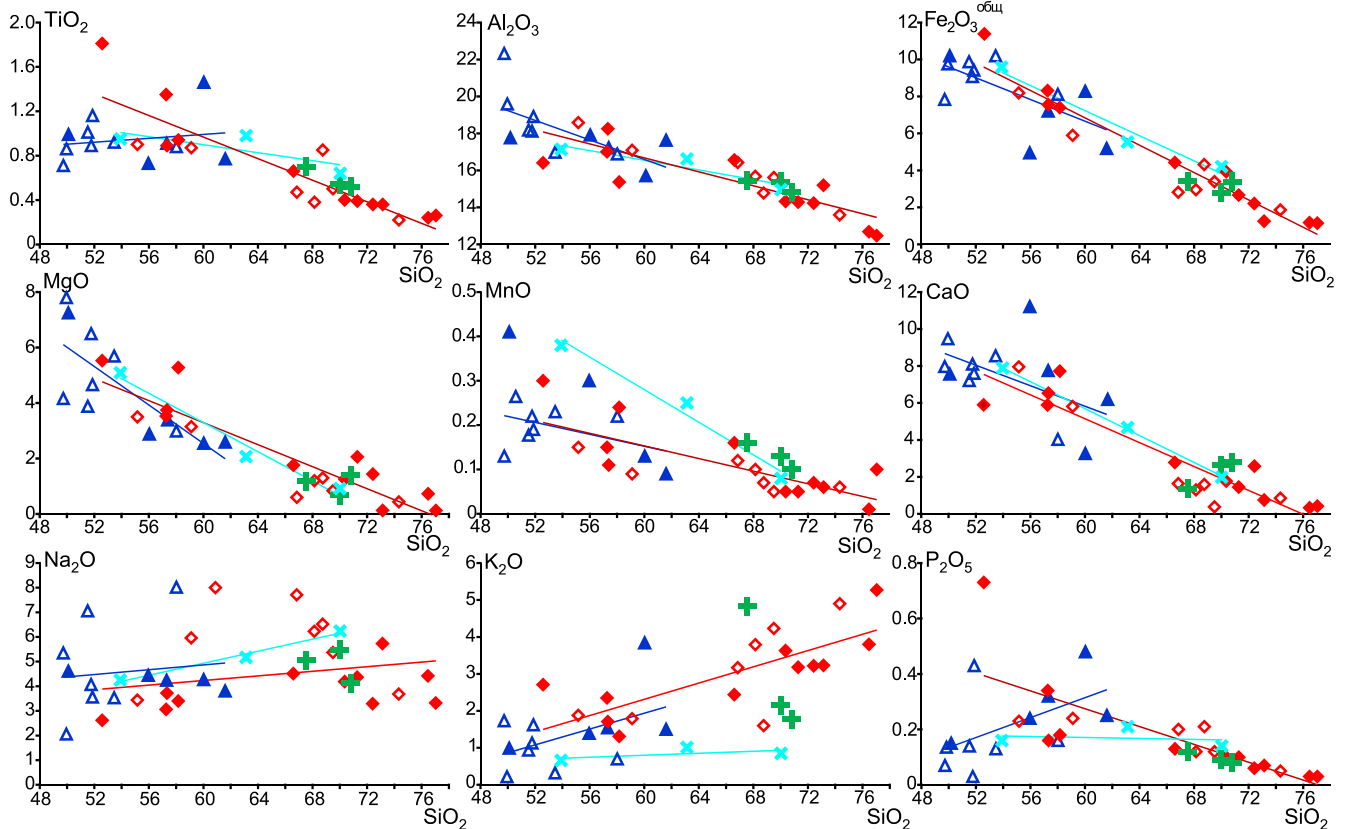 TiO2 Al2O3 Fe2O3общ
2.0 24 12
1.6 22 10
1.2 20 8
0.8 18 6
0.4 16 4
0 14 2
12 0
48 52 56 60 64 68 72 76 48 52 56 60 64 68 72 76 48 52 56 60 64 68 72 76
SiO2 SiO2 SiO2
MgO MnO CaO
8 0.5 12
6 0.4 10
4 0.3 8
2 0.2 6
0 0.1 4
0 2
0
48 52 56 60 64 68 72 76 48 52 56 60 64 68 72 76 48 52 56 60 64 68 72 76
SiO2 SiO2 SiO2
Na2O K2O P2O5
9 6 0.8
8 5 0.6
7 4 0.4
6 3 0.2
5 2 0
4 1
3 0
2
1
0
48 52 56 60 64 68 72 76 48 52 56 60 64 68 72 76 48 52 56 60 64 68 72 76
SiO2 SiO2 SiO2